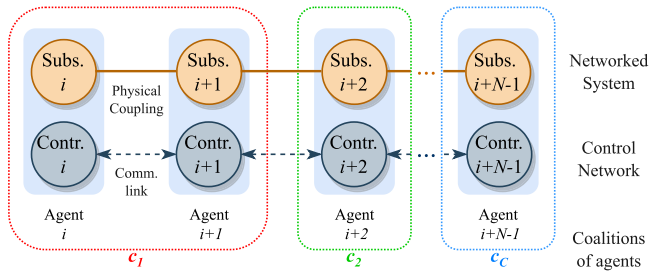 Subs.
i
Subs.
i+1
Subs.
i+2
...
Subs.
i+N-1
Networked
System
Physical
Coupling
Contr.
i
Comm.
link
Contr.
i+1
Contr.
i+2
...
Contr.
i+N-1
Control
Network
Agent
i
Agent
i+1
Agent
i+2
Agent
i+N-1
Coalitions
of agents
c1
c2
cC